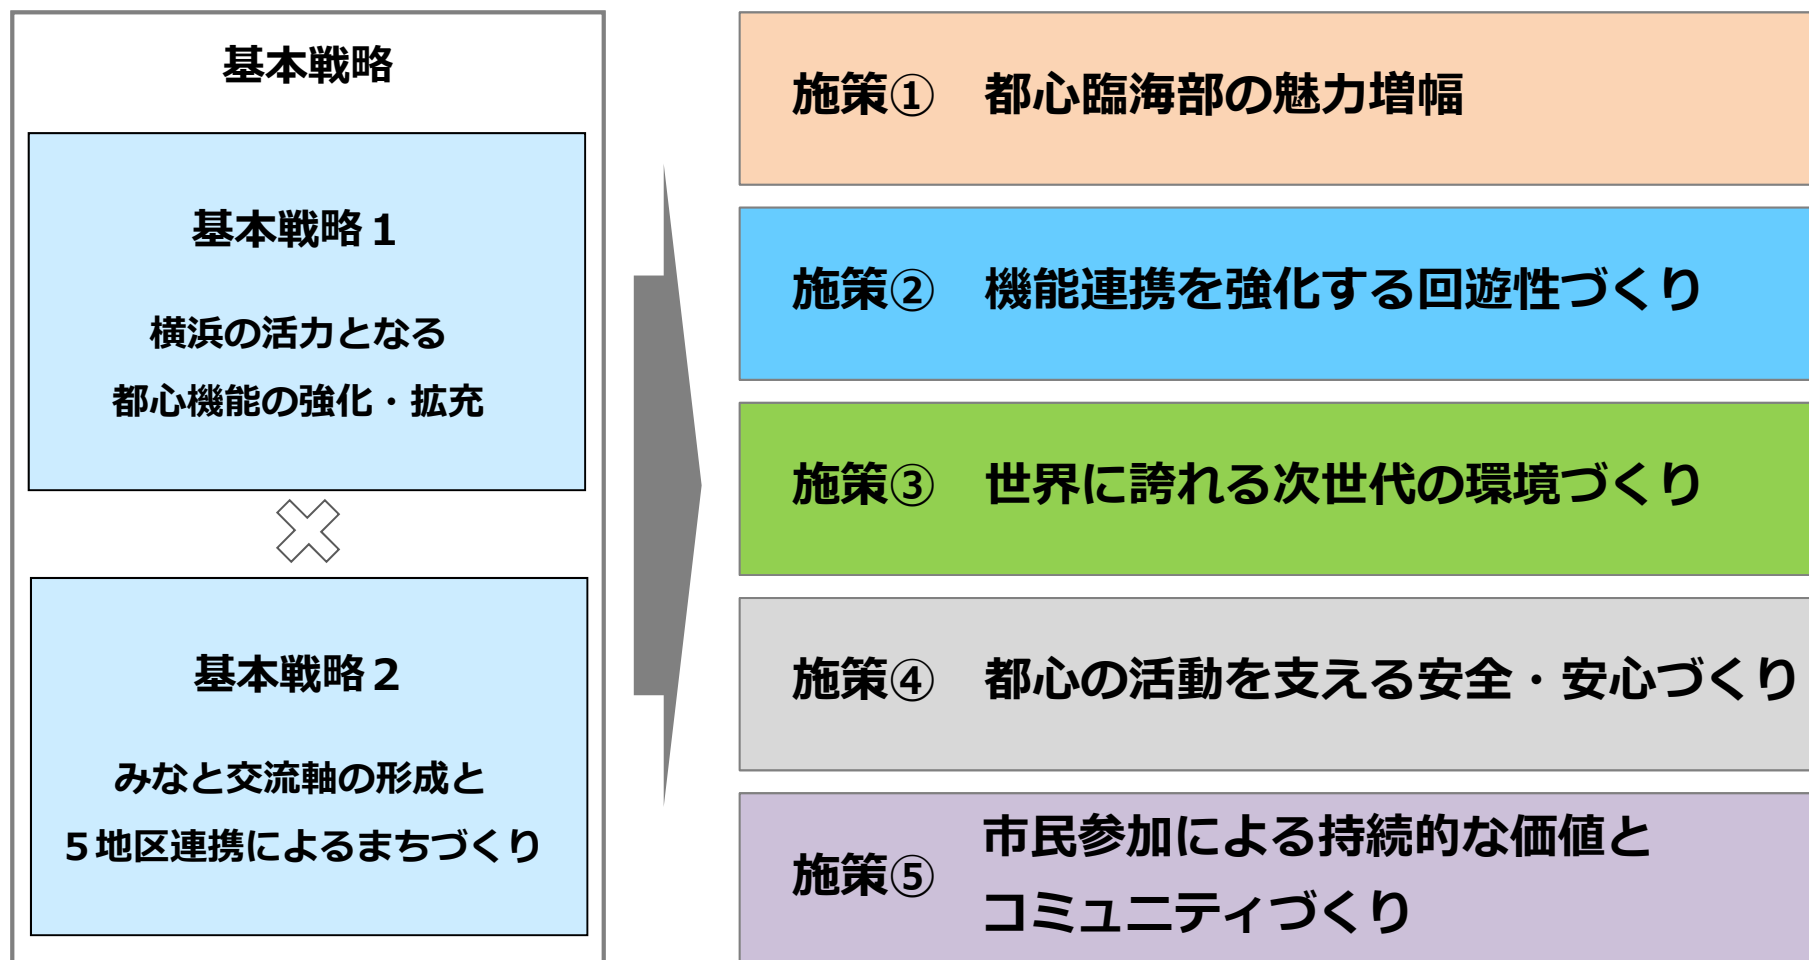 基本戦略
基本戦略１
横浜の活力となる
都心機能の強化・拡充
基本戦略２
みなと交流軸の形成と
５地区連携によるまちづくり
施策①　都心臨海部の魅力増幅
施策②　機能連携を強化する回遊性づくり
施策③　世界に誇れる次世代の環境づくり
施策④　都心の活動を支える安全・安心づくり
施策⑤
市民参加による持続的な価値と
コミュニティづくり